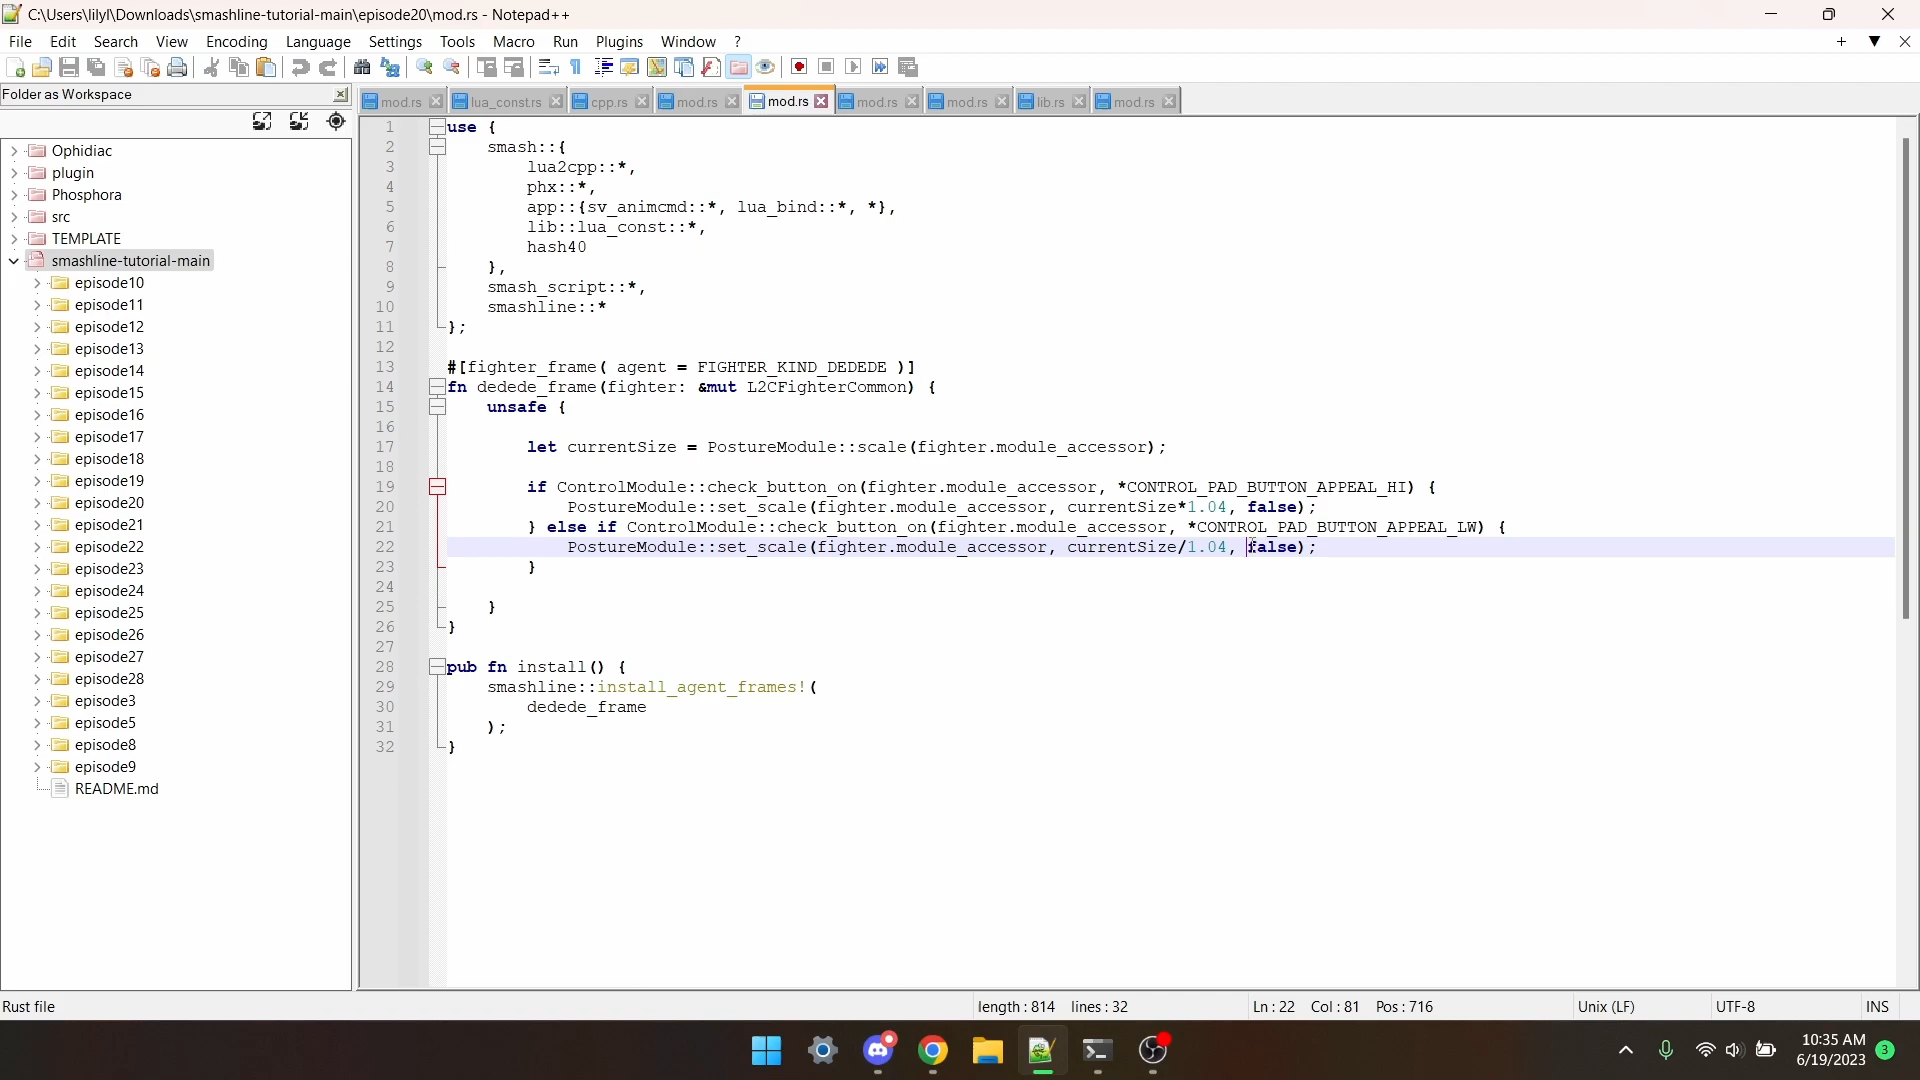 C:\Users\lilyl\Downloads\smashline-tutorial-main\episode20\mod.rs - Notepad++
File Edit Search View Encoding Language Settings Tools Macro Run Plugins Window ?
Folder as Workspace
mod.rs lua_const.rs cpp.rs mod.rs mod.rs mod.rs mod.rs lib.rs mod.rs
Ophidiac
plugin
Phosphora
src
TEMPLATE
smashline-tutorial-main
episode10
episode11
episode12
episode13
episode14
episode15
episode16
episode17
episode18
episode19
episode20
episode21
episode22
episode23
episode24
episode25
episode26
episode27
episode28
episode3
episode5
episode8
episode9
README.md
1 use {
2 smash::{
3 lua2cpp::*,
4 phx::*,
5 app::{sv_animcmd::*, lua_bind::*, *},
6 lib::lua_const::*,
7 hash40
8 },
9 smash_script::*,
10 smashline::*
11 };
12
13 #[fighter_frame( agent = FIGHTER_KIND_DEDEDE )]
14 fn dedede_frame(fighter: &mut L2CFighterCommon) {
15 unsafe {
16
17 let currentSize = PostureModule::scale(fighter.module_accessor);
18
19 if ControlModule::check_button_on(fighter.module_accessor, *CONTROL_PAD_BUTTON_APPEAL_HI) {
20 PostureModule::set_scale(fighter.module_accessor, currentSize*1.04, false);
21 } else if ControlModule::check_button_on(fighter.module_accessor, *CONTROL_PAD_BUTTON_APPEAL_LW) {
22 PostureModule::set_scale(fighter.module_accessor, currentSize/1.04, false);
23 }
24
25 }
26 }
27
28 pub fn install() {
29 smashline::install_agent_frames!(
30 dedede_frame
31 );
32 }
Rust file length : 814 lines : 32 Ln : 22 Col : 81 Pos : 716 Unix (LF) UTF-8 INS
10:35 AM
6/19/2023
3